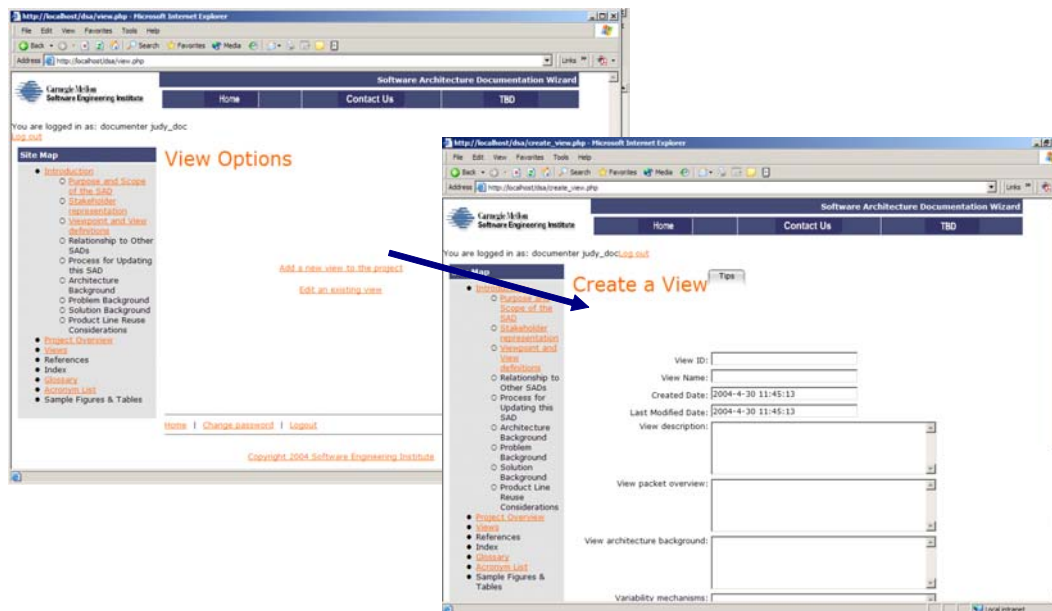 http://localhost/dsa/view.php - Microsoft Internet Explorer
File Edit View Favorites Tools Help
Back Search Favorites Media
Address http://localhost/dsa/view.php Links
Carnegie Mellon
Software Engineering Institute
Software Architecture Documentation Wizard
Home Contact Us TBD
You are logged in as: documenter judy_doc
Log out
Site Map
Introduction
Purpose and Scope
of the SAD
Stakeholder
representation
Viewpoint and View
definitions
Relationship to Other
SADs
Process for Updating
this SAD
Architecture
Background
Problem Background
Solution Background
Product Line Reuse
Considerations
Project Overview
Views
References
Index
Glossary
Acronym List
Sample Figures & Tables
View Options
Add a new view to the project
Edit an existing view
Home | Change password | Logout
Copyright 2004 Software Engineering Institute
http://localhost/dsa/create_view.php - Microsoft Internet Explorer
File Edit View Favorites Tools Help
Back Search Favorites Media
Address http://localhost/dsa/create_view.php Links
Carnegie Mellon
Software Engineering Institute
Software Architecture Documentation Wizard
Home Contact Us TBD
You are logged in as: documenter judy_doc Log out
Site Map
Introduction
Purpose and
Scope of the
SAD
Stakeholder
representation
Viewpoint and
View
definitions
Relationship to
Other SADs
Process for
Updating this
SAD
Architecture
Background
Problem
Background
Solution
Background
Product Line
Reuse
Considerations
Project Overview
Views
References
Index
Glossary
Acronym List
Sample Figures &
Tables
Create a View
Tips
View ID:
View Name:
Created Date: 2004-4-30 11:45:13
Last Modified Date: 2004-4-30 11:45:13
View description:
View packet overview:
View architecture background:
Variability mechanisms:
Local intranet